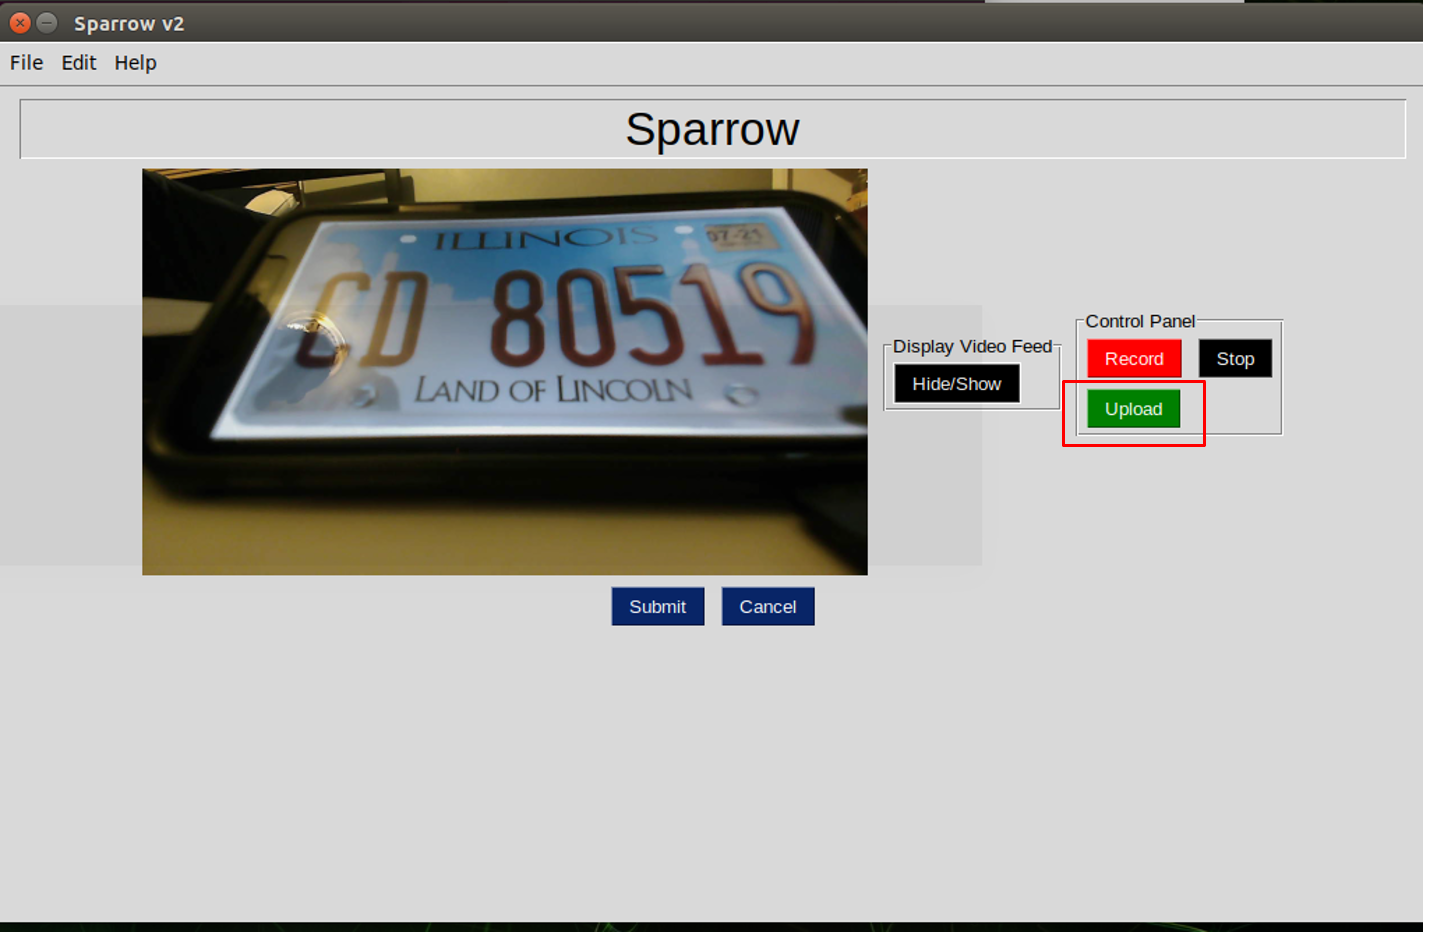 Sparrow v2
File Edit Help
Sparrow
ILLINOIS 07-21
CD 80519
LAND OF LINCOLN
Display Video Feed
Hide/Show
Control Panel
Record Stop
Upload
Submit Cancel